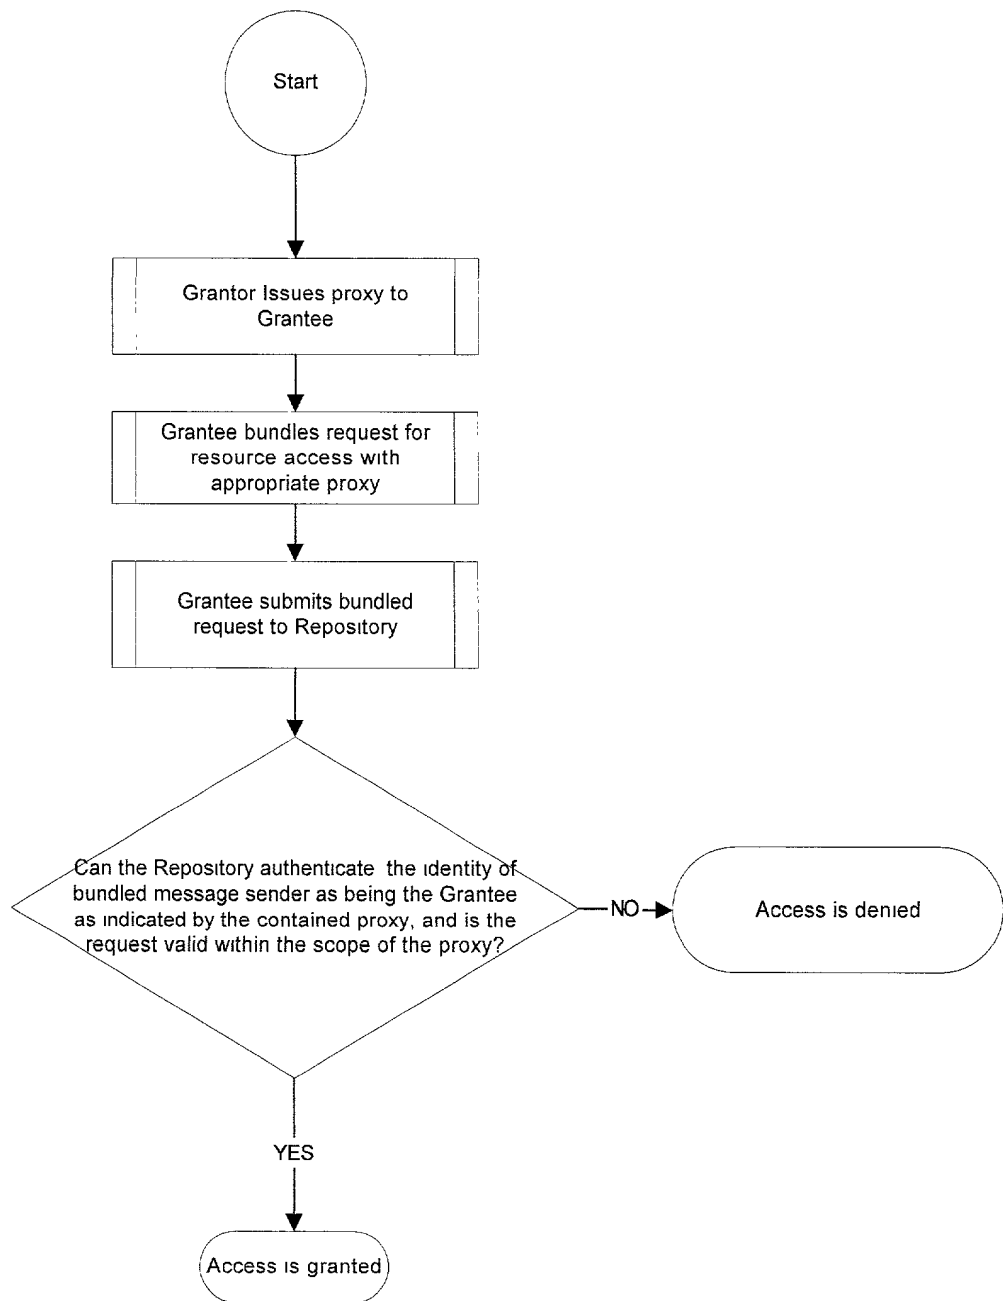 Start
Grantor Issues proxy to
Grantee
Grantee bundles request for
resource access with
appropriate proxy
Grantee submits bundled
request to Repository
Can the Repository authenticate the identity of
bundled message sender as being the Grantee
as indicated by the contained proxy, and is the
request valid within the scope of the proxy?
NO
Access is denied
YES
Access is granted